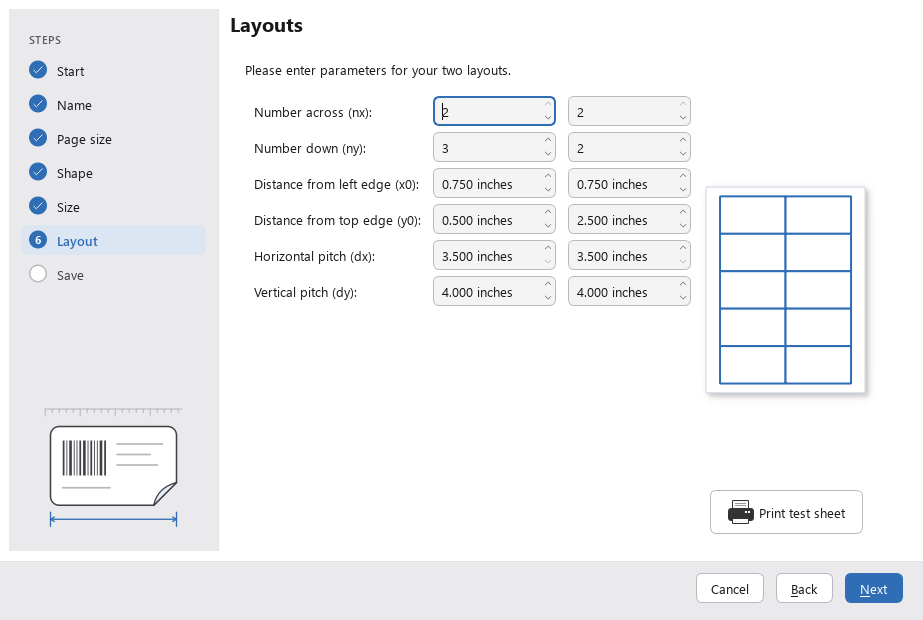 STEPS
Start
Name
Page size
Shape
Size
6 Layout
Save
Layouts
Please enter parameters for your two layouts.
Number across (nx): 2 2
Number down (ny): 3 2
Distance from left edge (x0): 0.750 inches 0.750 inches
Distance from top edge (y0): 0.500 inches 2.500 inches
Horizontal pitch (dx): 3.500 inches 3.500 inches
Vertical pitch (dy): 4.000 inches 4.000 inches
Print test sheet
Cancel Back Next